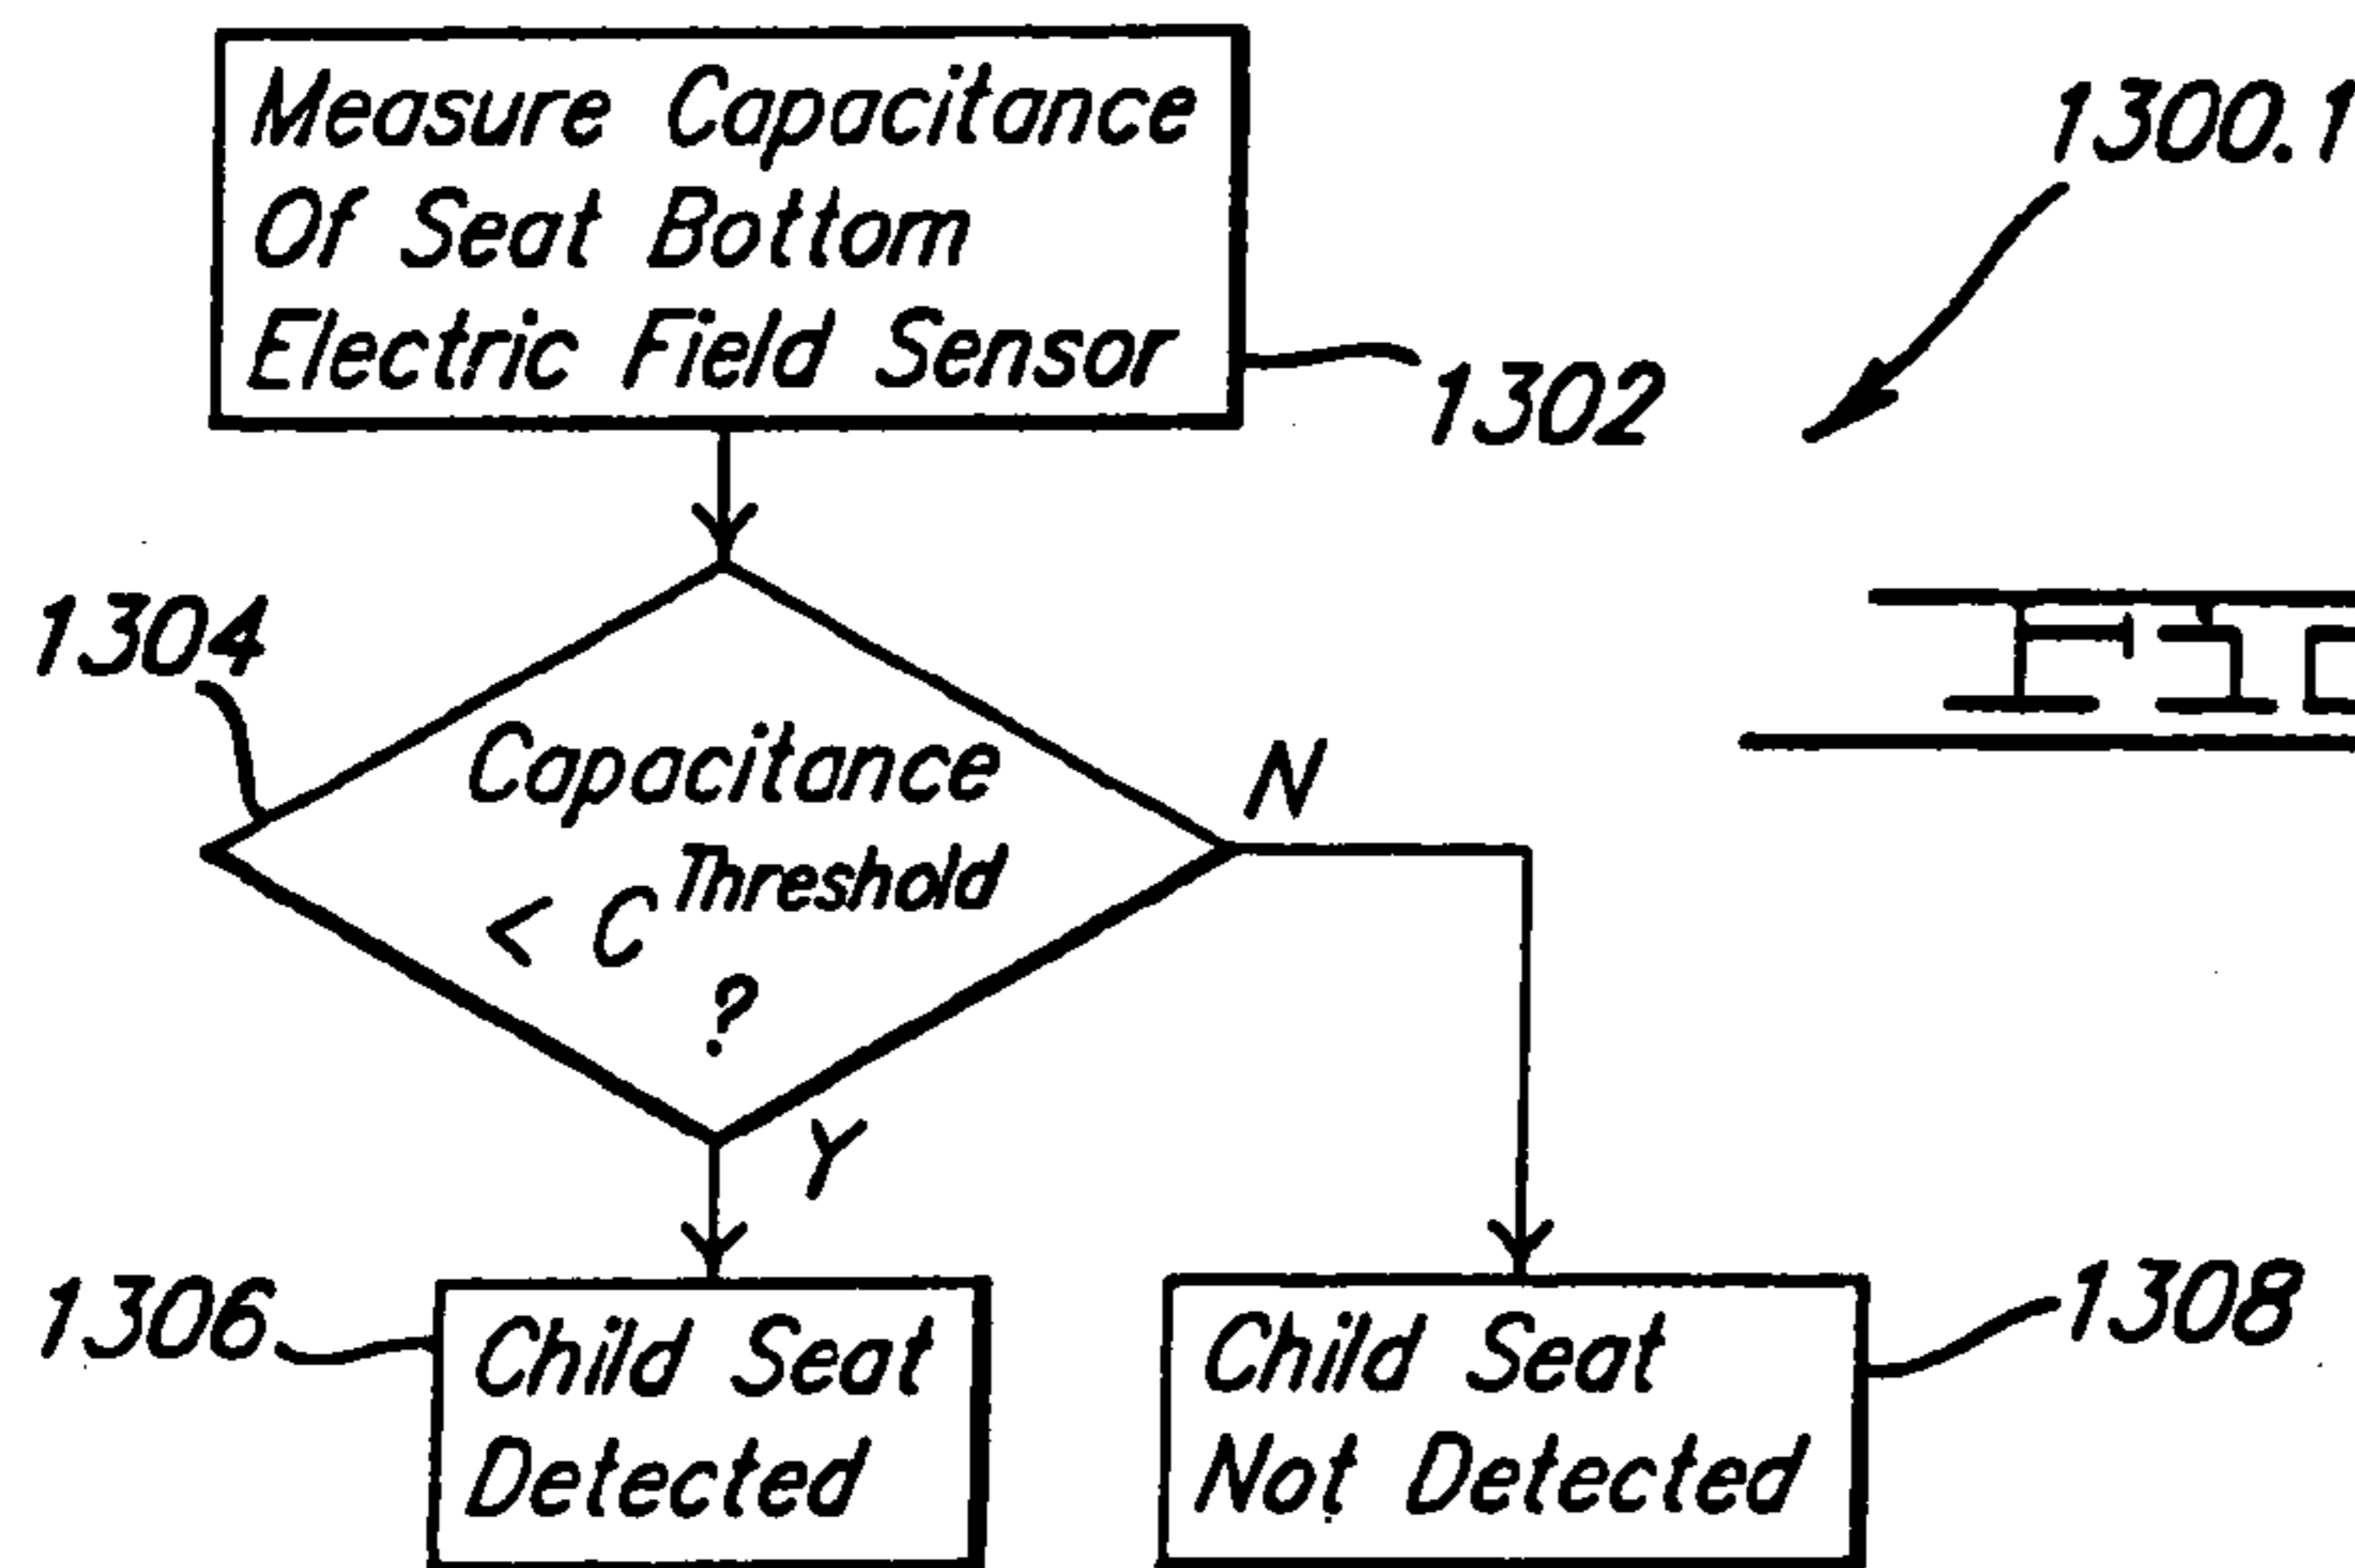 Measure Capacitance
Of Seat Bottom
Electric Field Sensor
1300.1
1302
1304
Capacitance
< C Threshold
?
N
Y
1306
Child Seat
Detected
Child Seat
Not Detected
1308